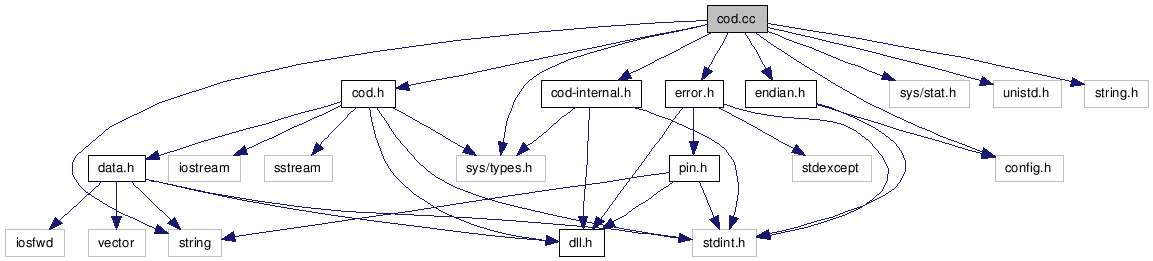 cod.cc
cod.h
cod-internal.h
error.h
endian.h
sys/stat.h
unistd.h
string.h
data.h
iostream
sstream
sys/types.h
pin.h
stdexcept
config.h
iosfwd
vector
string
dll.h
stdint.h